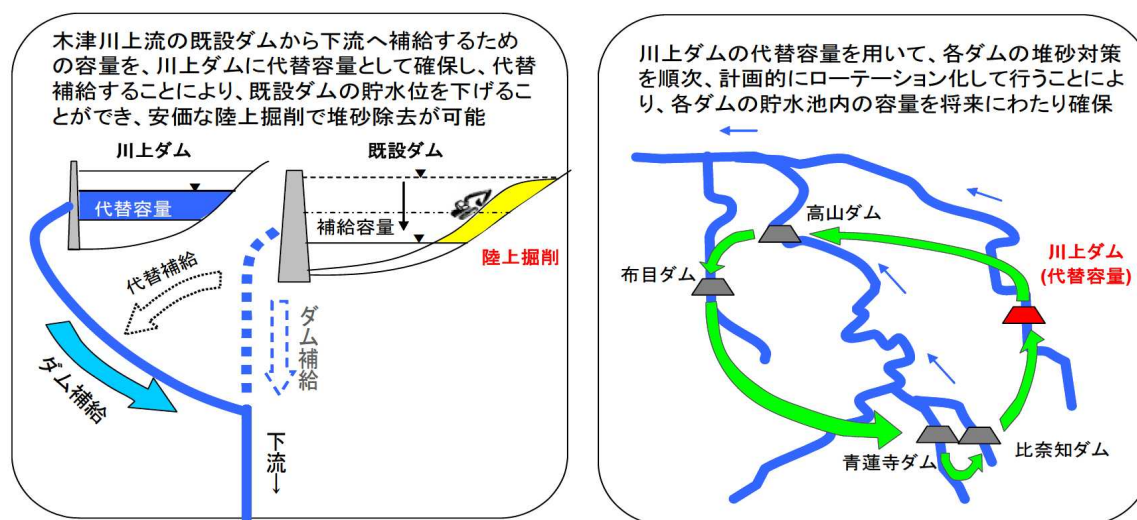 木津川上流の既設ダムから下流へ補給するため
の容量を、川上ダムに代替容量として確保し、代替
補給することにより、既設ダムの貯水位を下げるこ
とができ、安価な陸上掘削で堆砂除去が可能
川上ダム
既設ダム
代替容量
補給容量
陸上掘削
代替補給
ダム補給
ダム補給
下流→
川上ダムの代替容量を用いて、各ダムの堆砂対策
を順次、計画的にローテーション化して行うことによ
り、各ダムの貯水池内の容量を将来にわたり確保
高山ダム
布目ダム
川上ダム
(代替容量)
青蓮寺ダム
比奈知ダム